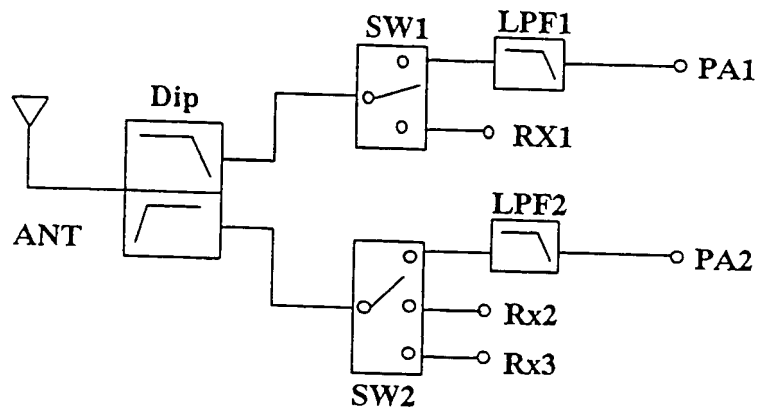 SW1
LPF1
PA1
Dip
RX1
ANT
LPF2
PA2
Rx2
Rx3
SW2